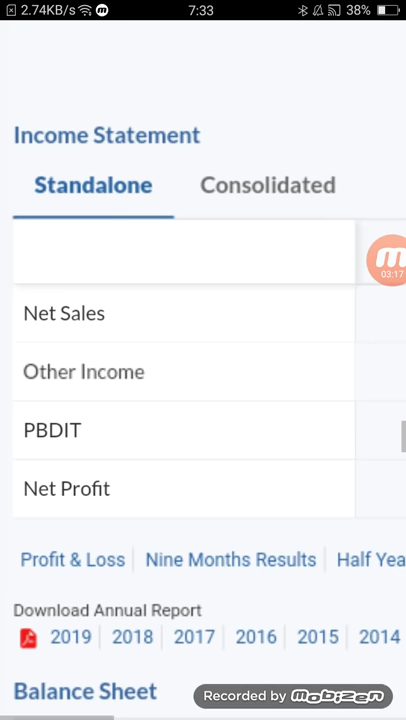 2.74KB/s 7:33 38%
Income Statement
Standalone Consolidated
03:17
Net Sales
Other Income
PBDIT
Net Profit
Profit & Loss Nine Months Results Half Yea
Download Annual Report
2019 2018 2017 2016 2015 2014
Balance Sheet
Recorded by mobizen